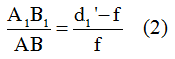 A₁B₁/AB = (d₁'−f)/f (2)